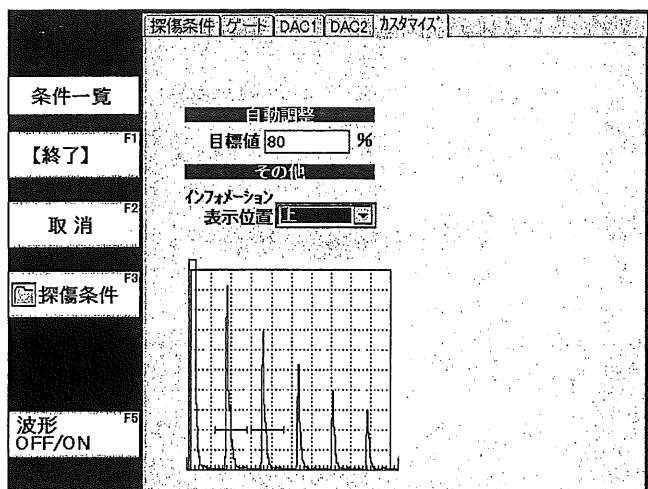 探傷条件 ゲート DAC1 DAC2 カスタマイズ
条件一覧
自動調整
F1
【終了】
目標値 80 %
その他
F2
取消
インフォメーション
表示位置 上
F3
探傷条件
F5
波形
OFF/ON